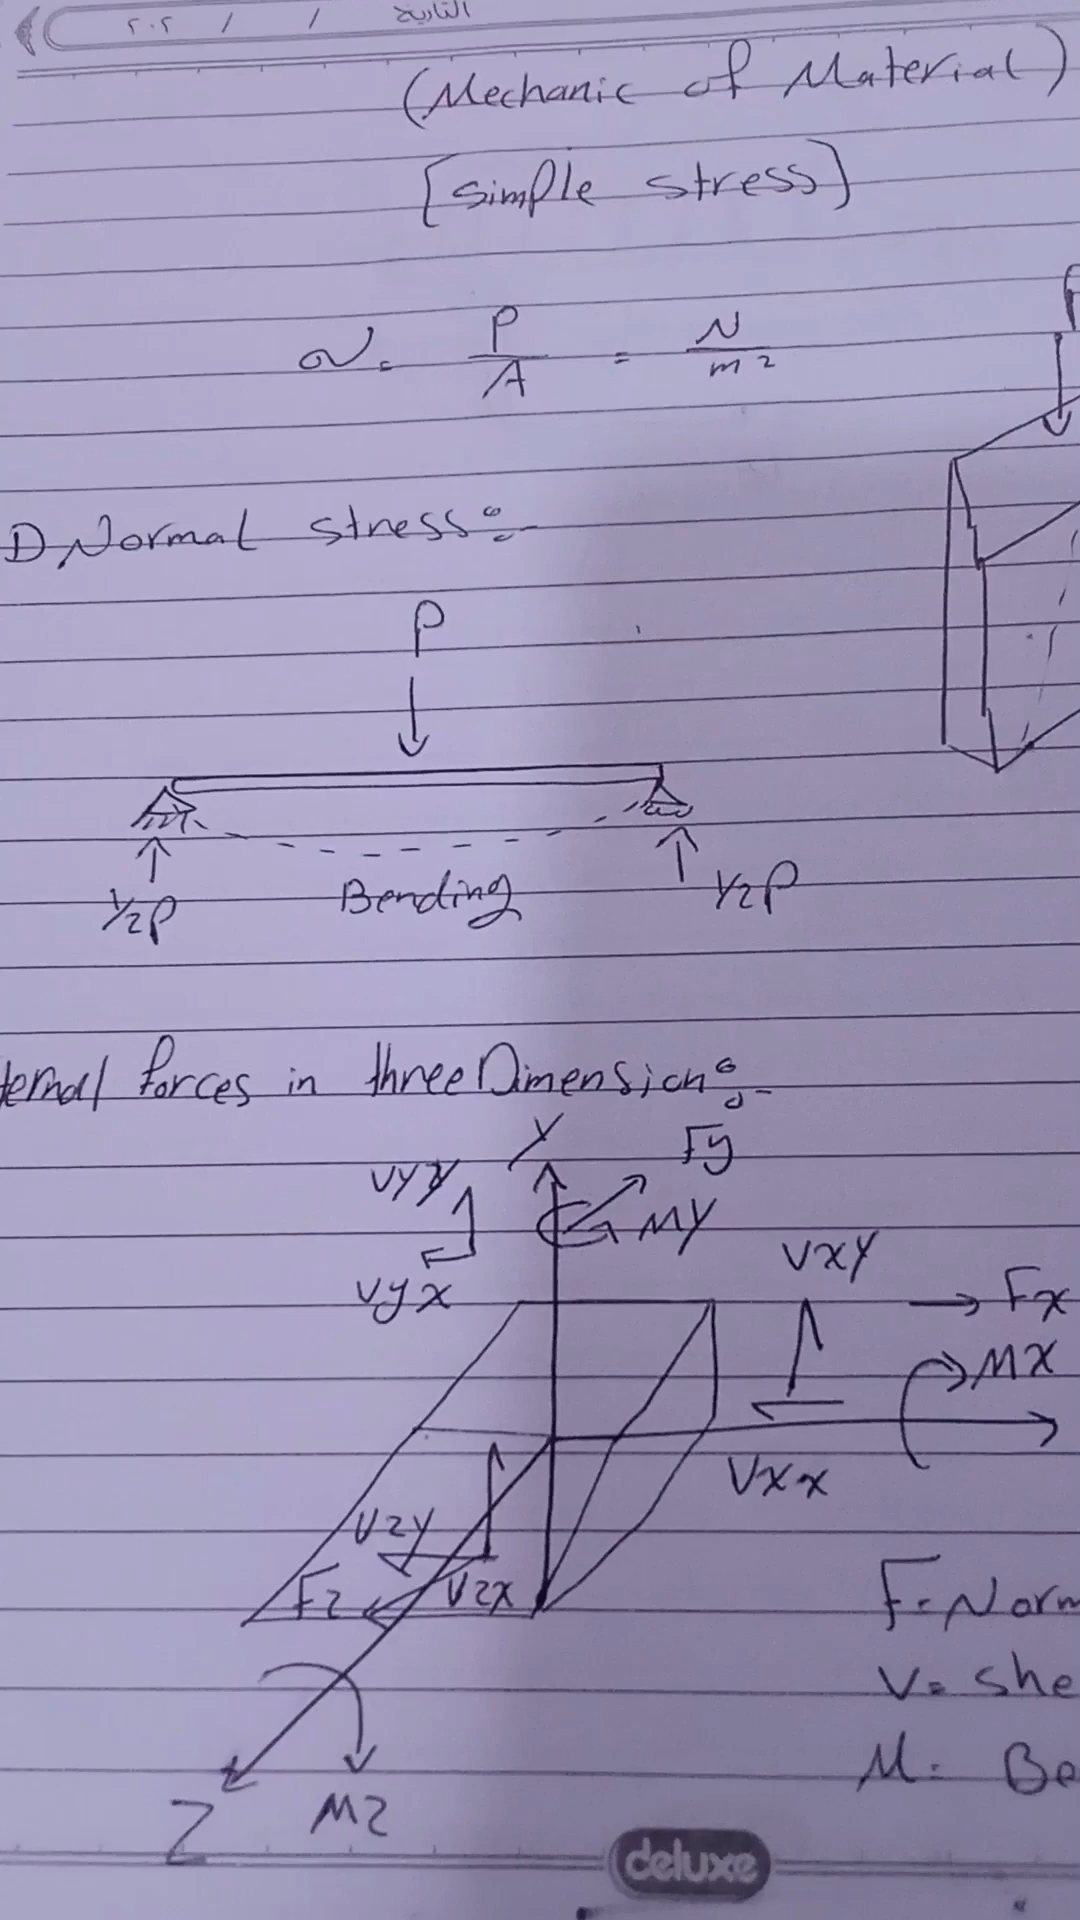 التاريخ / / ٢٠٢
(Mechanic of Material)
[simple stress]
σ = P/A = N/m²
Normal stress:-
P
1/2P Bending 1/2P
ternal forces in three Dimension:-
Y Fy
Vyy
MY
VXY
Vyx
Fx
MX
Vxx
VZY
FZ VZX
F= Norm
V= she
M= Be
Z MZ
deluxe